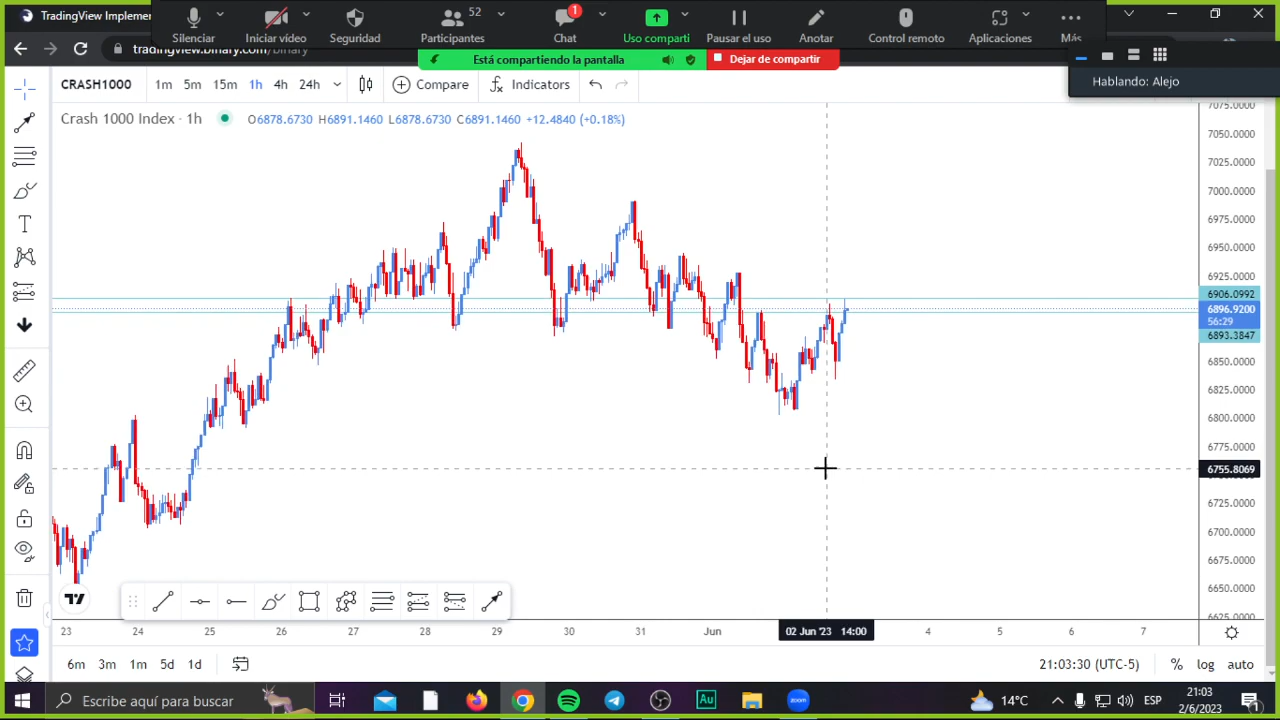 TradingView Implemen
Silenciar
Iniciar vídeo
Seguridad
52
Participantes
1
Chat
Uso comparti
Pausar el uso
Anotar
Control remoto
Aplicaciones
Más
tradingview.binary.com/binary
Está compartiendo la pantalla
Dejar de compartir
Hablando: Alejo
CRASH1000
1m 5m 15m 1h 4h 24h
Compare
Indicators
Crash 1000 Index · 1h
O6878.6730 H6891.1460 L6878.6730 C6891.1460 +12.4840 (+0.18%)
7075.0000
7050.0000
7025.0000
7000.0000
6975.0000
6950.0000
6925.0000
6906.0992
6896.9200
56:29
6893.3847
6850.0000
6825.0000
6800.0000
6775.0000
6755.8069
6725.0000
6700.0000
6675.0000
6650.0000
6625.0000
23 24 25 26 27 28 29 30 31 Jun 02 Jun '23 14:00 4 5 6 7
6m 3m 1m 5d 1d
21:03:30 (UTC-5)
% log auto
Escribe aquí para buscar
Au
zoom
14°C
ESP
21:03
2/6/2023
1